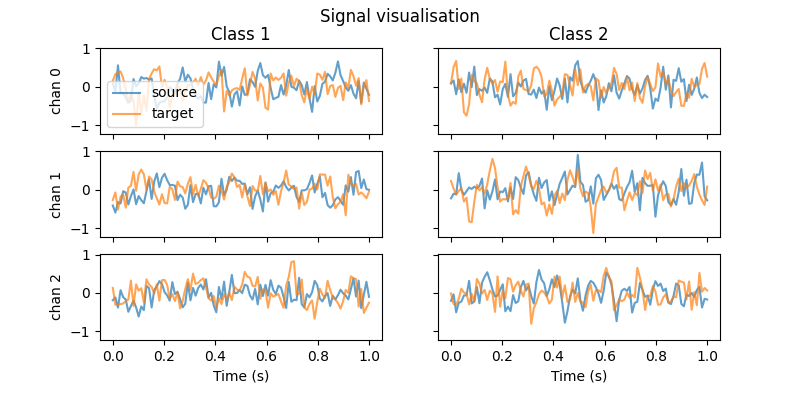 Signal visualisation
Class 1
Class 2
chan 0
1
0
−1
source
target
chan 1
1
0
−1
chan 2
1
0
−1
0.0 0.2 0.4 0.6 0.8 1.0
0.0 0.2 0.4 0.6 0.8 1.0
Time (s)
Time (s)